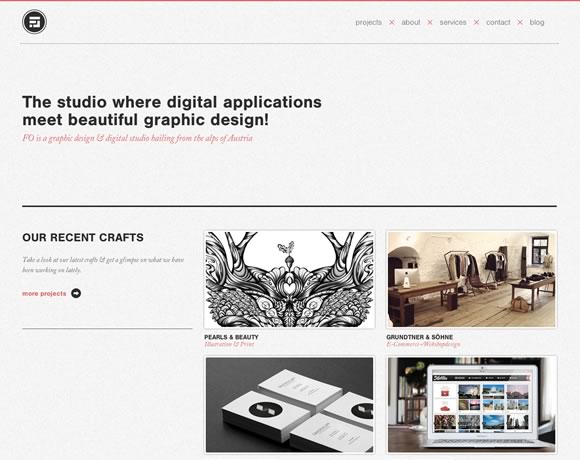 projects × about × services × contact × blog
The studio where digital applications
meet beautiful graphic design!
FO is a graphic design & digital studio hailing from the alps of Austria
OUR RECENT CRAFTS
Take a look at our latest crafts & get a glimpse on what we have
been working on lately.
more projects
PEARLS & BEAUTY
Illustration & Print
GRUNDTNER & SÖHNE
E-Commerce-Webshopdesign